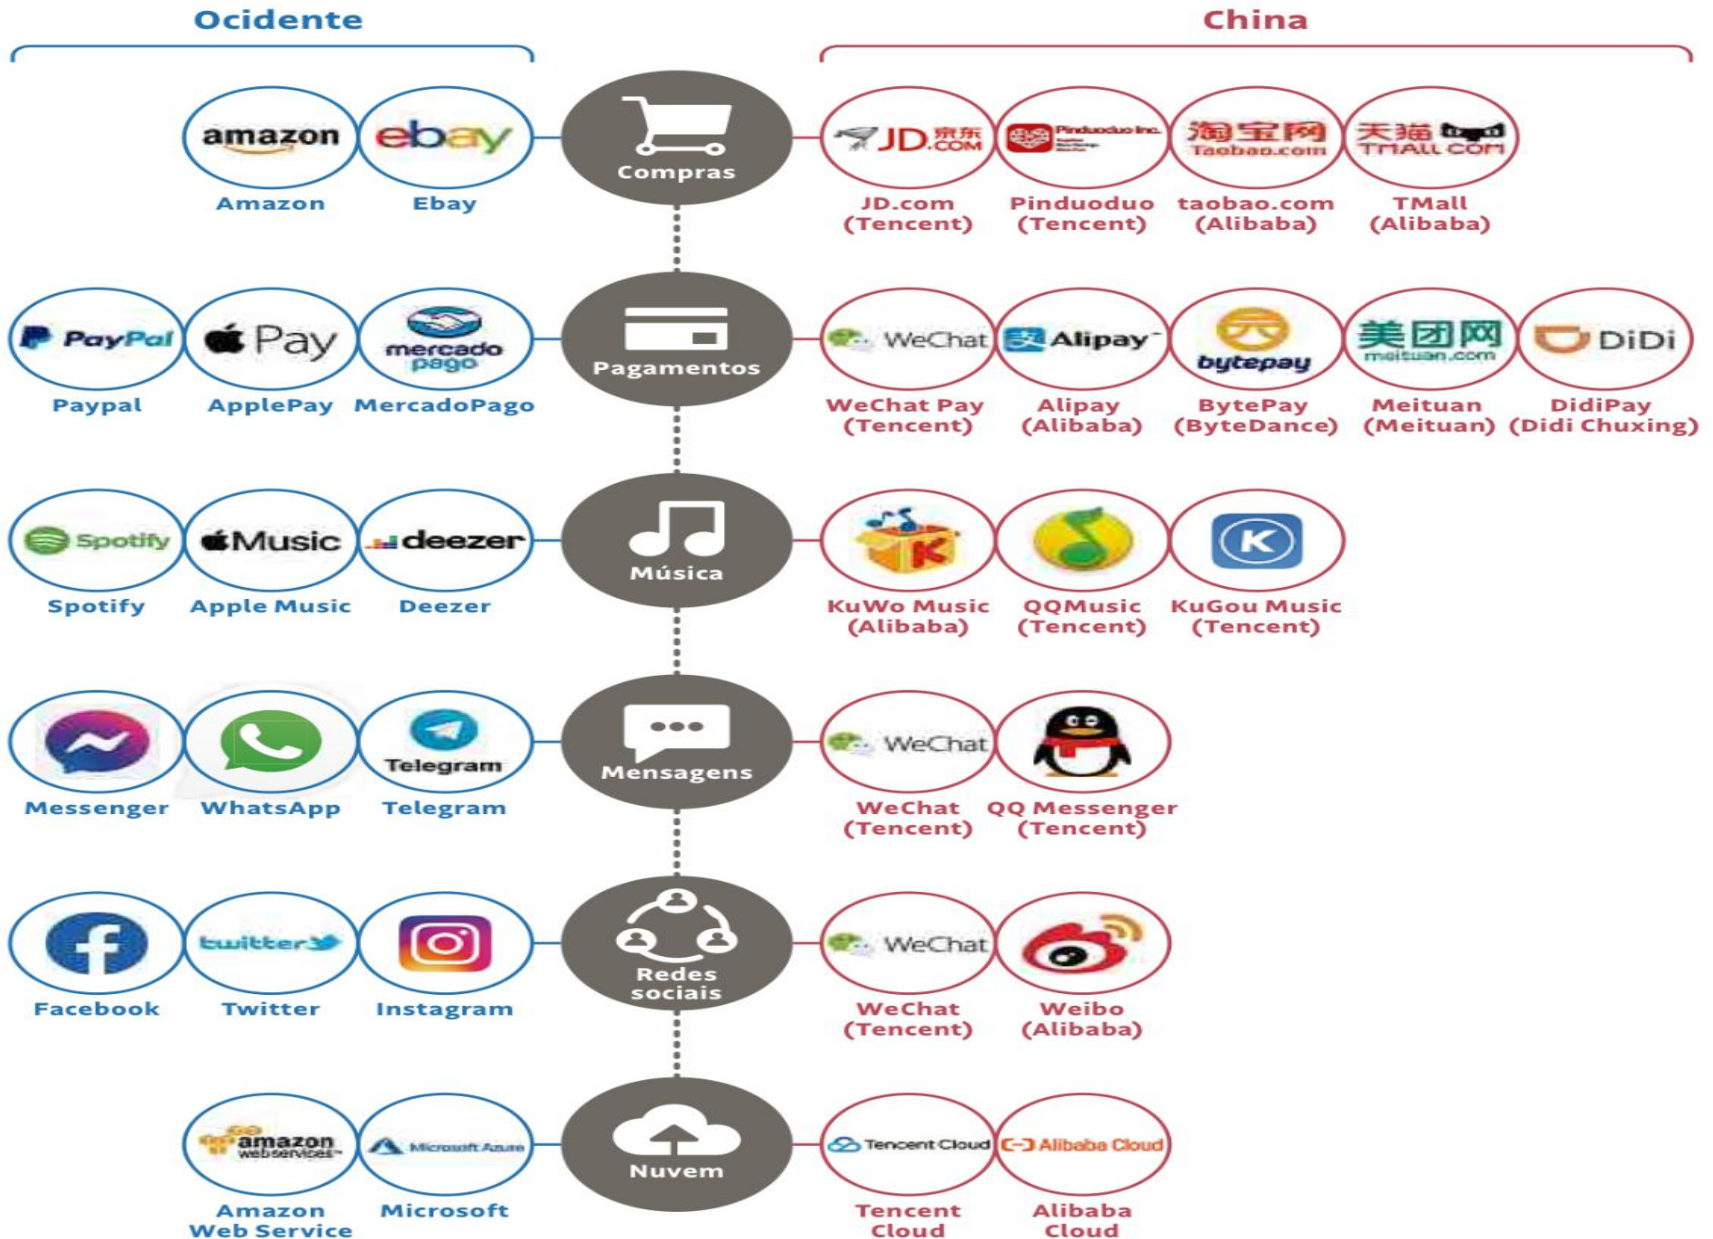 Ocidente
China
amazon
ebay
Compras
JD 京东
.COM
Pinduoduo Inc.
淘宝网
Taobao.com
天猫
TMALL.COM
Amazon
Ebay
JD.com
(Tencent)
Pinduoduo
(Tencent)
taobao.com
(Alibaba)
TMall
(Alibaba)
PayPal
Pay
mercado
pago
Pagamentos
WeChat
支 Alipay
bytepay
美团网
meituan.com
DiDi
Paypal
ApplePay
MercadoPago
WeChat Pay
(Tencent)
Alipay
(Alibaba)
BytePay
(ByteDance)
Meituan
(Meituan)
DidiPay
(Didi Chuxing)
Spotify
Music
deezer
Música
K
K
Spotify
Apple Music
Deezer
KuWo Music
(Alibaba)
QQMusic
(Tencent)
KuGou Music
(Tencent)
Telegram
Mensagens
WeChat
Messenger
WhatsApp
Telegram
WeChat
(Tencent)
QQ Messenger
(Tencent)
f
twitter
Redes
sociais
WeChat
Facebook
Twitter
Instagram
WeChat
(Tencent)
Weibo
(Alibaba)
amazon
webservices
Microsoft Azure
Nuvem
Tencent Cloud
Alibaba Cloud
Amazon
Web Service
Microsoft
Tencent
Cloud
Alibaba
Cloud